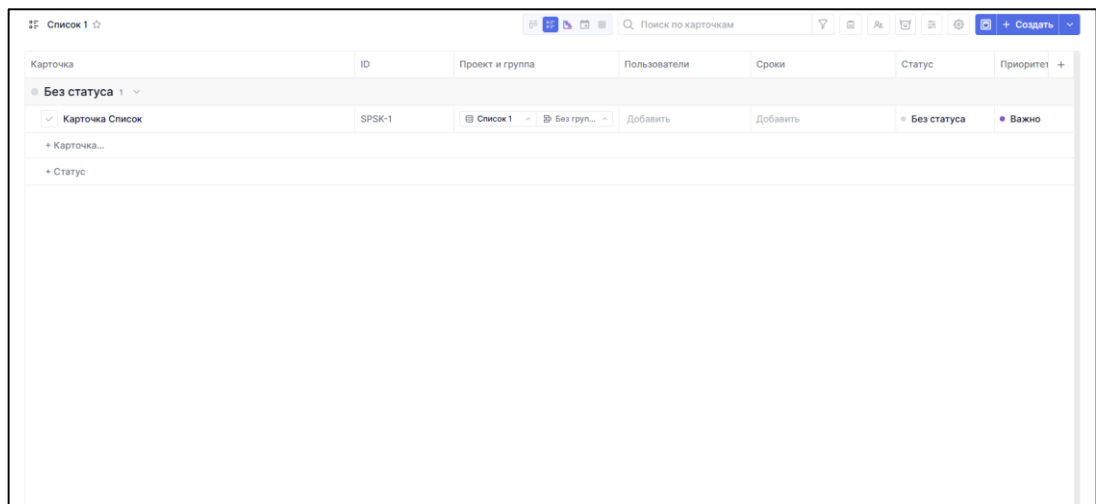 Список 1
Поиск по карточкам
+ Создать
Карточка ID Проект и группа Пользователи Сроки Статус Приоритет +
Без статуса 1
Карточка Список SPSK-1 Список 1 Без груп... Добавить Добавить Без статуса Важно
+ Карточка...
+ Статус